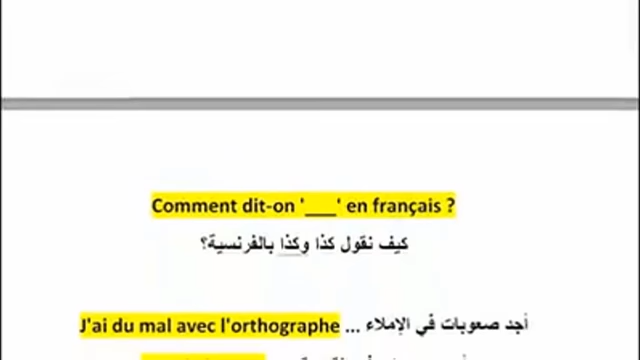 Comment dit-on '___' en français ?
كيف نقول كذا وكذا بالفرنسية؟
J'ai du mal avec l'orthographe ... أجد صعوبات في الإملاء